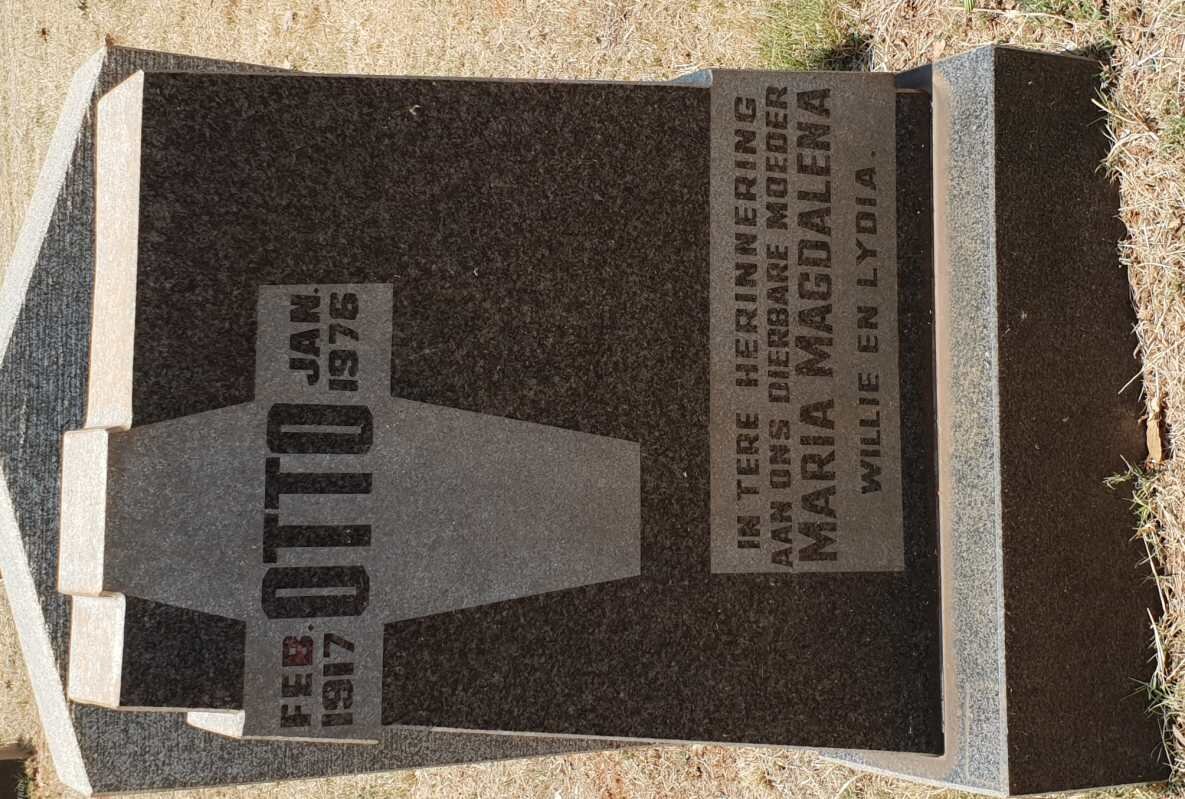 FEB.
1917
OTTO
JAN.
1976
IN TERE HERINNERING
AAN ONS DIERBARE MOEDER
MARIA MAGDALENA
WILLIE EN LYDIA.